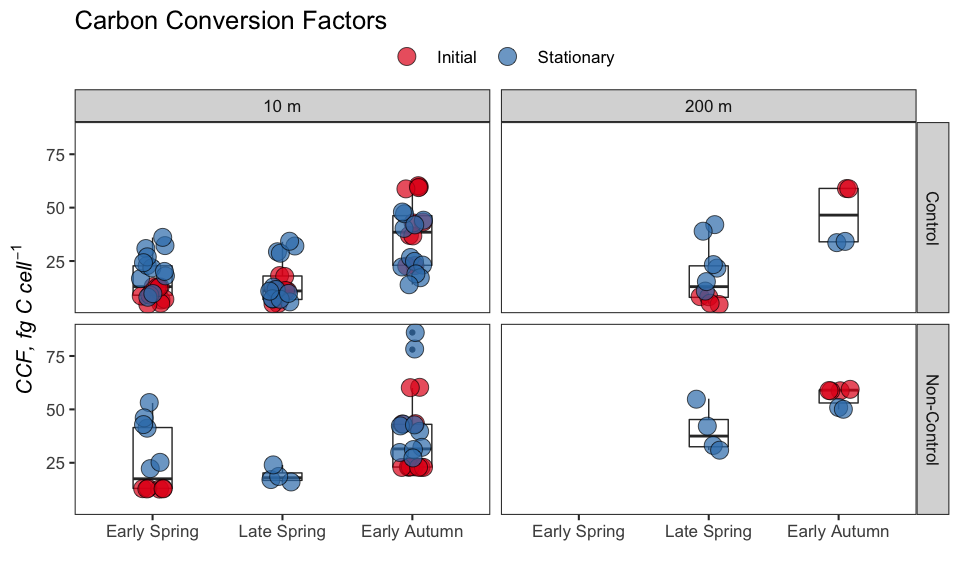 Carbon Conversion Factors
Initial Stationary
10 m 200 m
75
50
25
Control
75
50
25
Non-Control
CCF, fg C cell⁻¹
Early Spring Late Spring Early Autumn Early Spring Late Spring Early Autumn